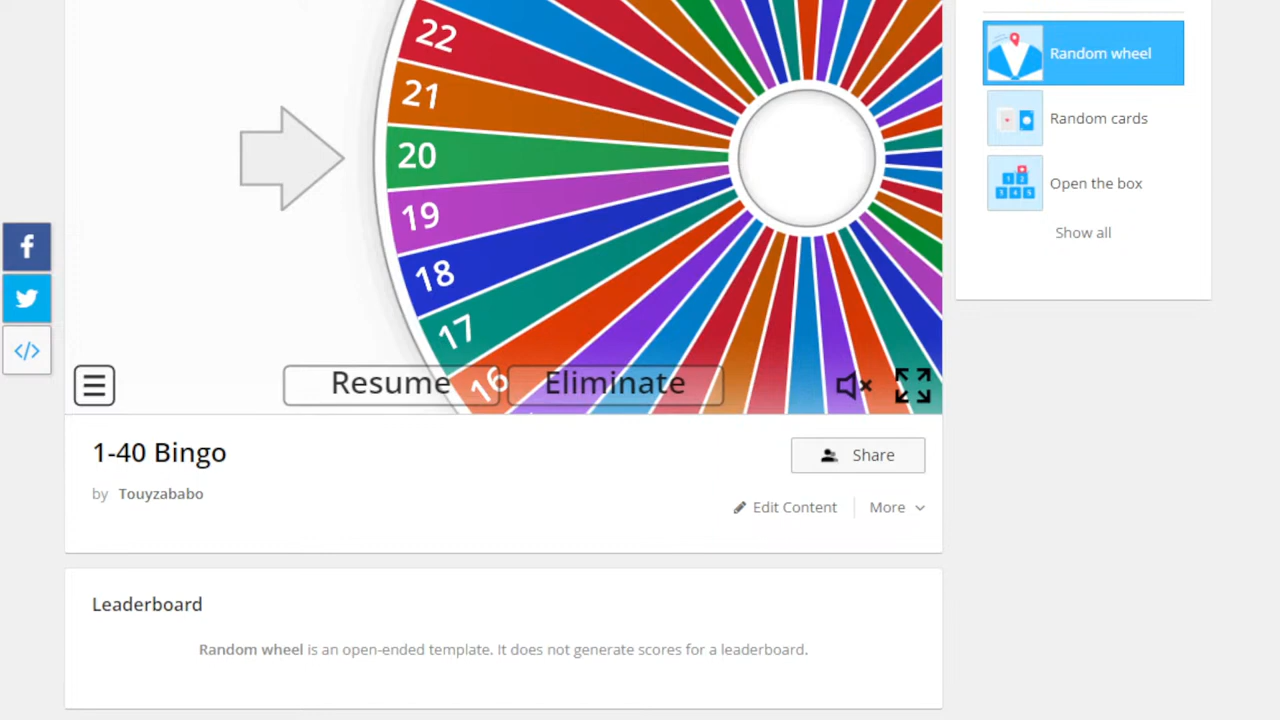 22
21
20
19
18
17
16
Resume
Eliminate
Random wheel
Random cards
Open the box
Show all
f
</>
1-40 Bingo
Share
by Touyzababo
Edit Content
More
Leaderboard
Random wheel is an open-ended template. It does not generate scores for a leaderboard.